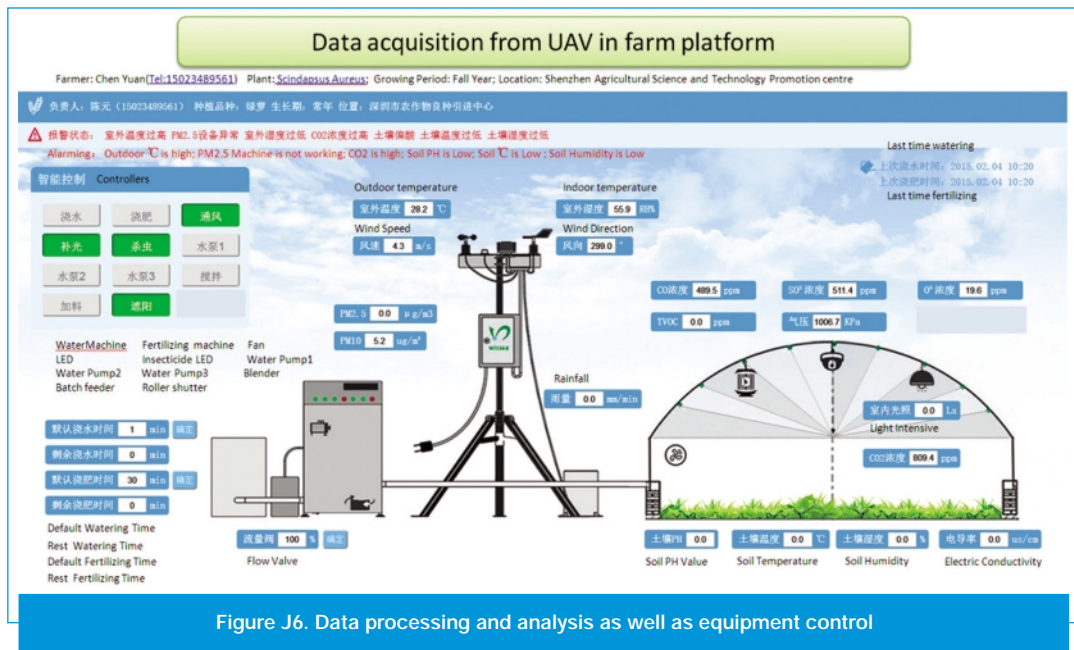 Data acquisition from UAV in farm platform
Farmer: Chen Yuan(Tel:15023489561) Plant: Scindapsus Aureus; Growing Period: Fall Year; Location: Shenzhen Agricultural Science and Technology Promotion centre
负责人: 陈元 (15023489561) 种植品种: 绿萝 生长期: 常年 位置: 深圳市农作物良种引进中心
报警状态: 室外温度过高 PM2.5设备异常 室外湿度过低 CO2浓度过高 土壤偏酸 土壤温度过低 土壤湿度过低
Alarming: Outdoor ℃ is high; PM2.5 Machine is not working; CO2 is high; Soil PH is Low; Soil ℃ is Low ; Soil Humidity is Low
Last time watering
上次浇水时间: 2015.02.04 10:20
上次浇肥时间: 2015.02.04 10:20
Last time fertilizing
智能控制 Controllers
浇水 浇肥 通风
补光 杀虫 水泵1
水泵2 水泵3 搅拌
加料 遮阳
WaterMachine Fertilizing machine Fan
LED Insecticide LED Water Pump1
Water Pump2 Water Pump3 Blender
Batch feeder Roller shutter
Outdoor temperature Indoor temperature
室外温度 28.2 ℃ 室外湿度 55.9 RH%
Wind Speed Wind Direction
风速 4.3 m/s 风向 299.0 °
PM2.5 0.0 μg/m3
PM10 5.2 ug/m³
CO浓度 489.5 ppm SO²浓度 511.4 ppm O³浓度 19.6 ppm
TVOC 0.0 ppm 气压 1006.7 KPa
Rainfall
雨量 0.0 mm/min
室内光照 0.0 Lx
Light Intensive
CO2浓度 809.4 ppm
默认浇水时间 1 min 确定
剩余浇水时间 0 min
默认浇肥时间 30 min 确定
剩余浇肥时间 0 min
Default Watering Time
Rest Watering Time
Default Fertilizing Time
Rest Fertilizing Time
流量阀 100 % 确定
Flow Valve
土壤PH 0.0 土壤温度 0.0 ℃ 土壤湿度 0.0 % 电导率 0.0 us/cm
Soil PH Value Soil Temperature Soil Humidity Electric Conductivity
Figure J6. Data processing and analysis as well as equipment control